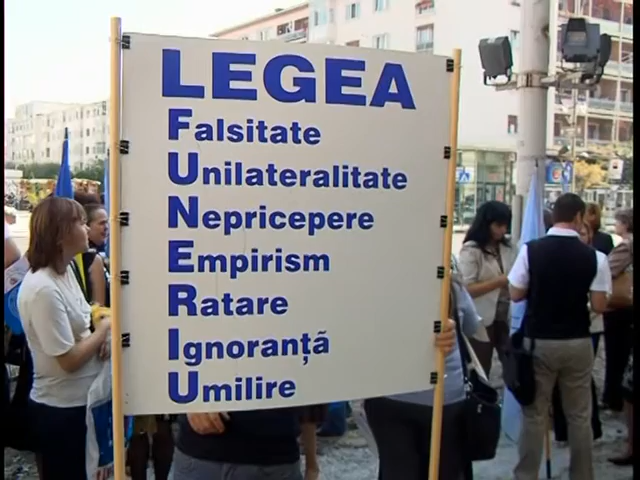 LEGEA
Falsitate
Unilateralitate
Nepricepere
Empirism
Ratare
Ignoranță
Umilire